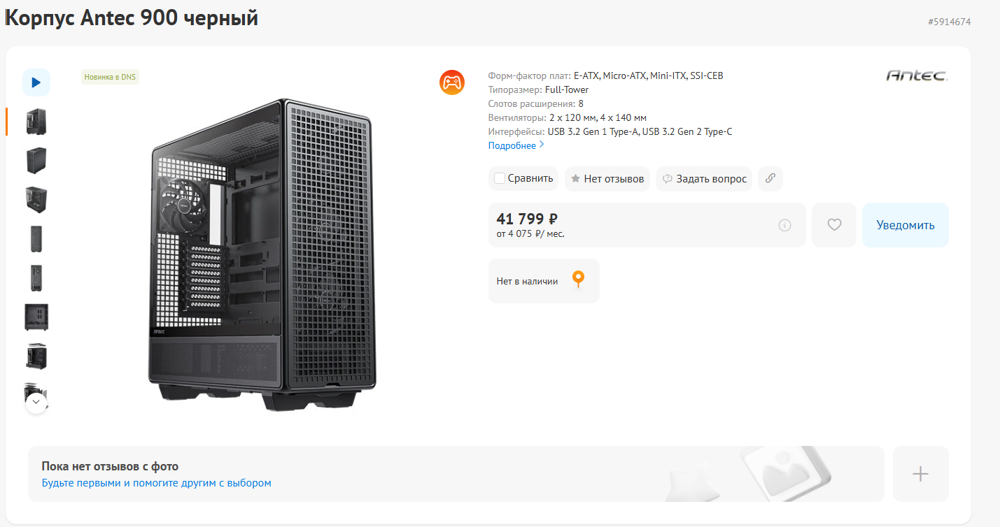 Корпус Antec 900 черный
#5914674
Новинка в DNS
Форм-фактор плат: E-ATX, Micro-ATX, Mini-ITX, SSI-CEB
Типоразмер: Full-Tower
Слотов расширения: 8
Вентиляторы: 2 x 120 мм, 4 x 140 мм
Интерфейсы: USB 3.2 Gen 1 Type-A, USB 3.2 Gen 2 Type-C
Подробнее
Antec
Сравнить
Нет отзывов
Задать вопрос
41 799 ₽
от 4 075 ₽/ мес.
Уведомить
Нет в наличии
Antec
Пока нет отзывов с фото
Будьте первыми и помогите другим с выбором